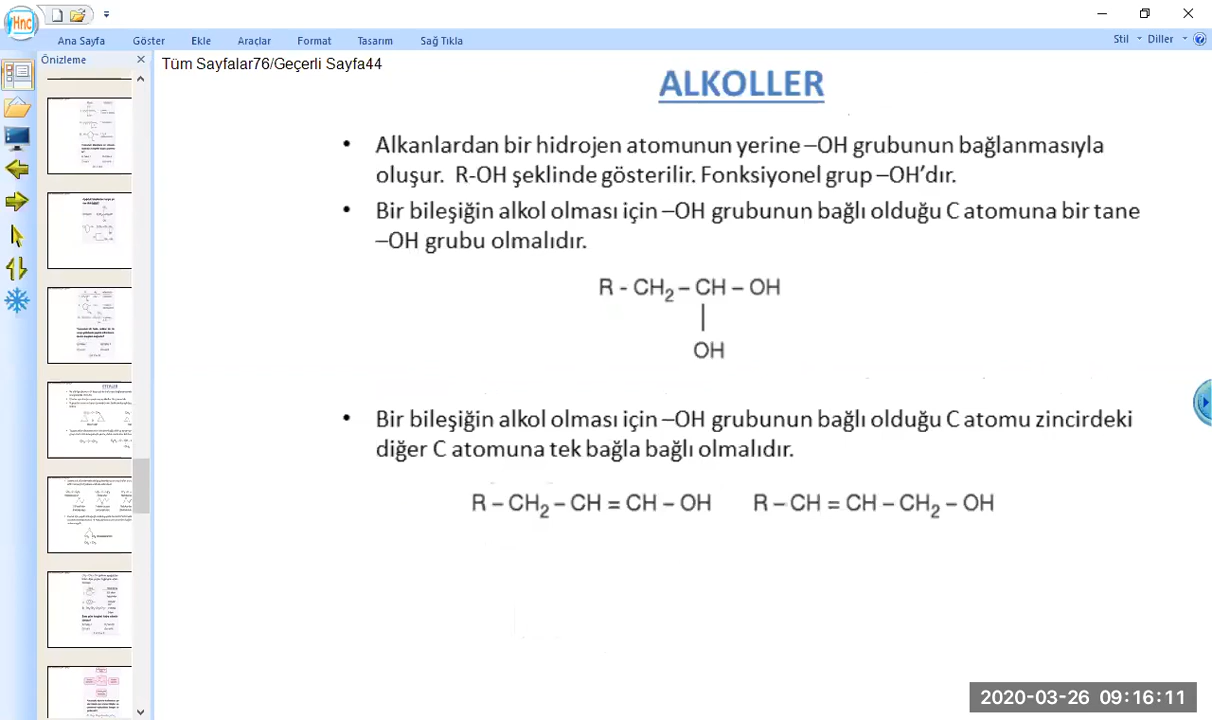 Hnc
Ana Sayfa Göster Ekle Araçlar Format Tasarım Sağ Tıkla Stil Diller
Önizleme
Tüm Sayfalar76/Geçerli Sayfa44
ALKOLLER
• Alkanlardan bir hidrojen atomunun yerine –OH grubunun bağlanmasıyla
oluşur. R-OH şeklinde gösterilir. Fonksiyonel grup –OH’dır.
• Bir bileşiğin alkol olması için –OH grubunun bağlı olduğu C atomuna bir tane
–OH grubu olmalıdır.
R - CH₂ – CH – OH
|
OH
• Bir bileşiğin alkol olması için –OH grubunun bağlı olduğu C atomu zincirdeki
diğer C atomuna tek bağla bağlı olmalıdır.
R – CH₂ – CH = CH – OH R – CH = CH – CH₂ – OH
2020-03-26 09:16:11